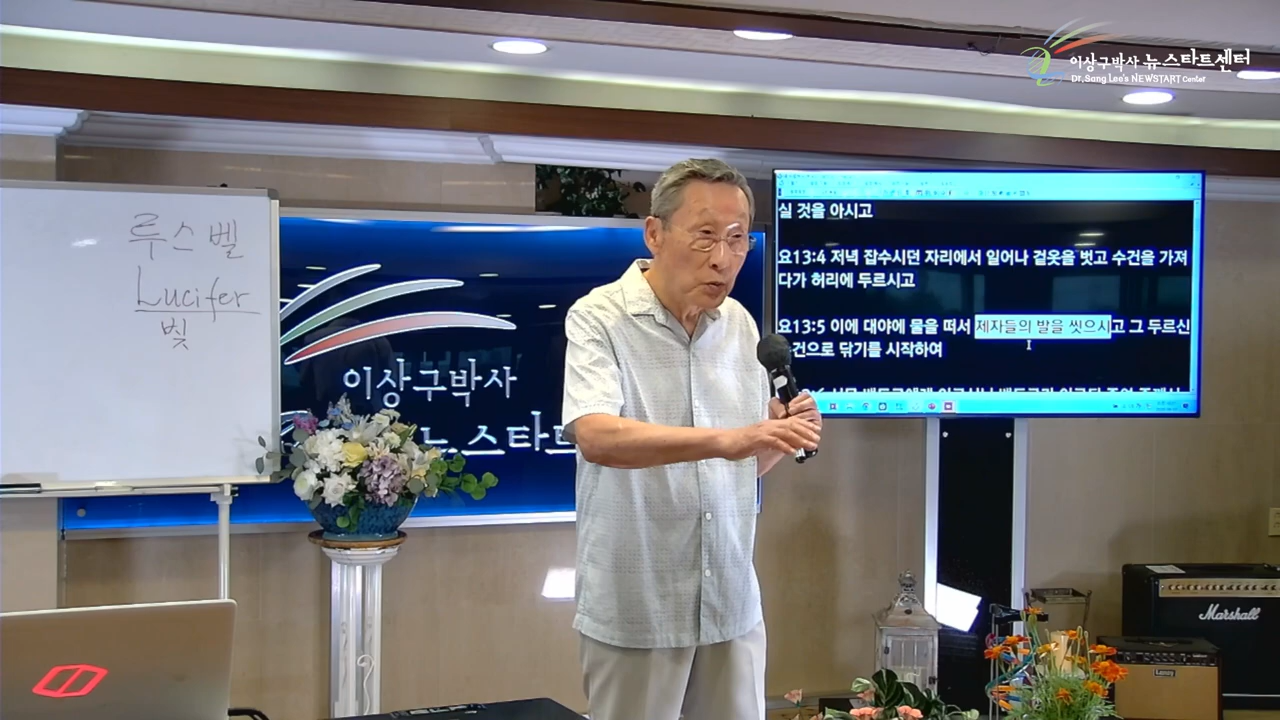 이상구박사 뉴스타트센터
Dr. Sang Lee's NEWSTART Center
루스벨
Lucifer
빛
이상구박사
뉴스타트
실 것을 아시고
요13:4 저녁 잡수시던 자리에서 일어나 겉옷을 벗고 수건을 가져
다가 허리에 두르시고
요13:5 이에 대야에 물을 떠서 제자들의 발을 씻으시고 그 두르신
건으로 닦기를 시작하여
Marshall
Laney